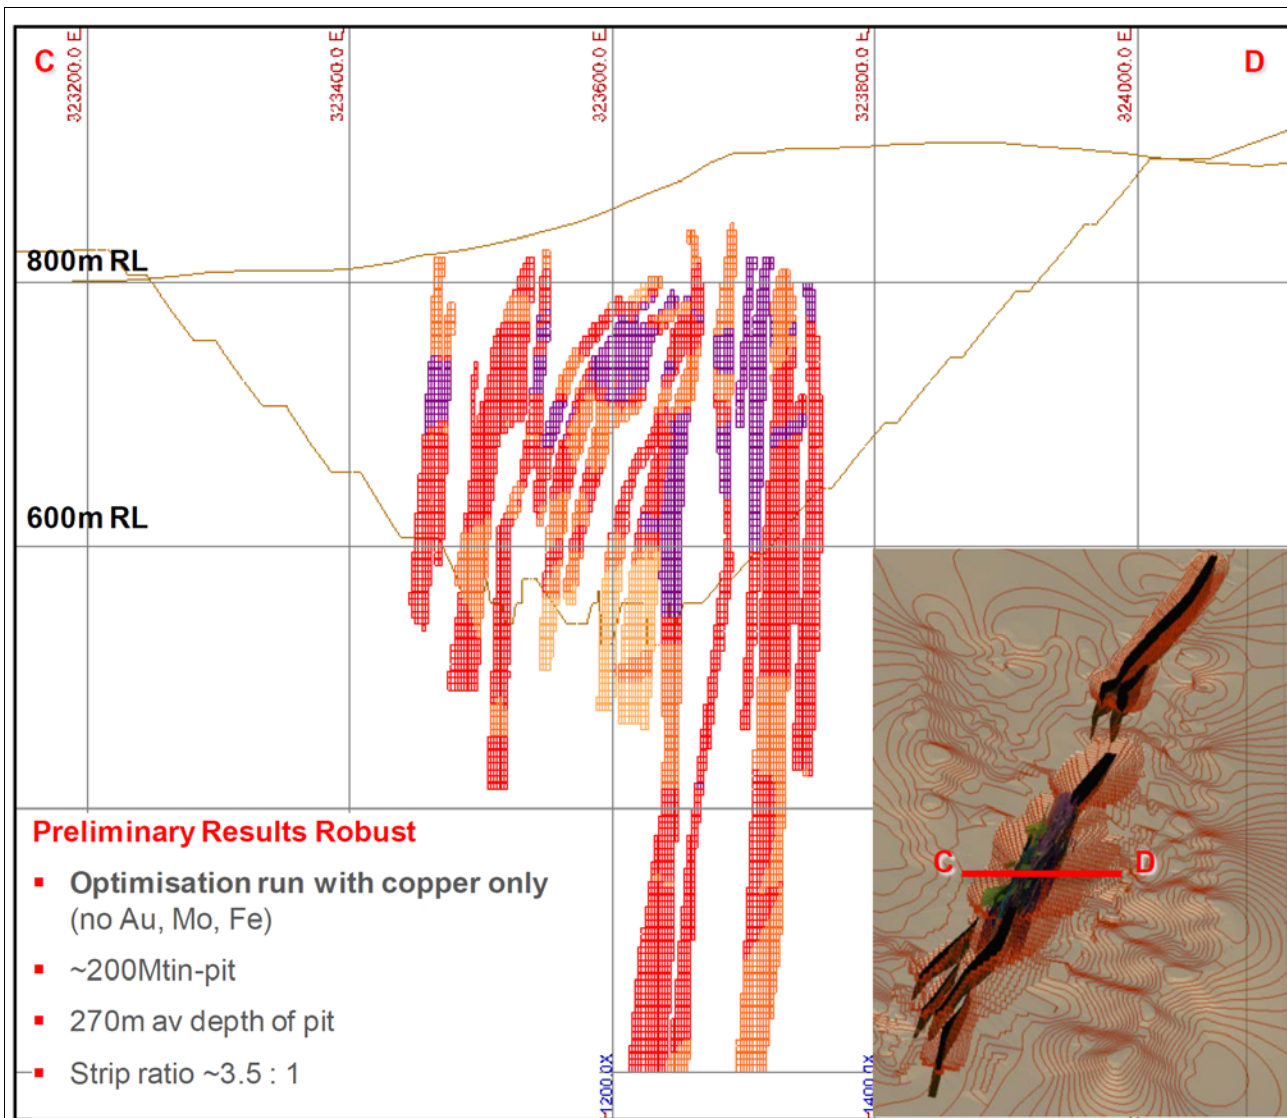 C
323200.0 E
323400.0 E
323600.0 E
323800.0 E
324000.0 E
D
800m RL
600m RL
Preliminary Results Robust
Optimisation run with copper only
(no Au, Mo, Fe)
~200Mtin-pit
270m av depth of pit
Strip ratio ~3.5 : 1
1200.0X
1400.0X
C
D